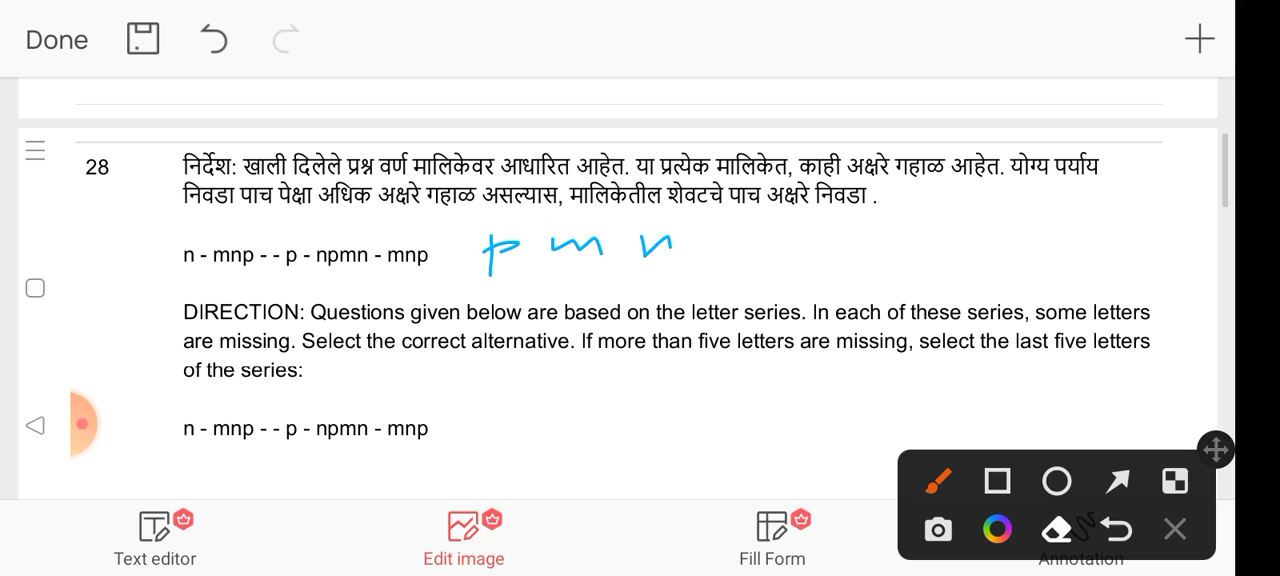 Done
28
निर्देश: खाली दिलेले प्रश्न वर्ण मालिकेवर आधारित आहेत. या प्रत्येक मालिकेत, काही अक्षरे गहाळ आहेत. योग्य पर्याय
निवडा पाच पेक्षा अधिक अक्षरे गहाळ असल्यास, मालिकेतील शेवटचे पाच अक्षरे निवडा .
n - mnp - - p - npmn - mnp
p m n
DIRECTION: Questions given below are based on the letter series. In each of these series, some letters
are missing. Select the correct alternative. If more than five letters are missing, select the last five letters
of the series:
n - mnp - - p - npmn - mnp
Text editor
Edit image
Fill Form
Annotation